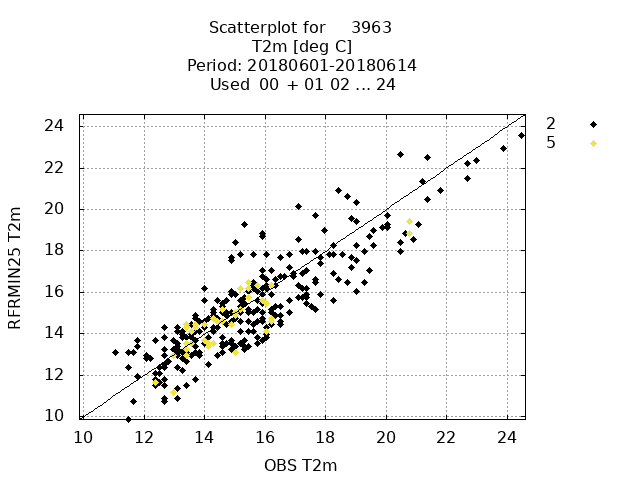 Scatterplot for 3963
T2m [deg C]
Period: 20180601-20180614
Used 00 + 01 02 ... 24
2
5
24
22
20
18
16
14
12
10
RFRMIN25 T2m
10 12 14 16 18 20 22 24
OBS T2m